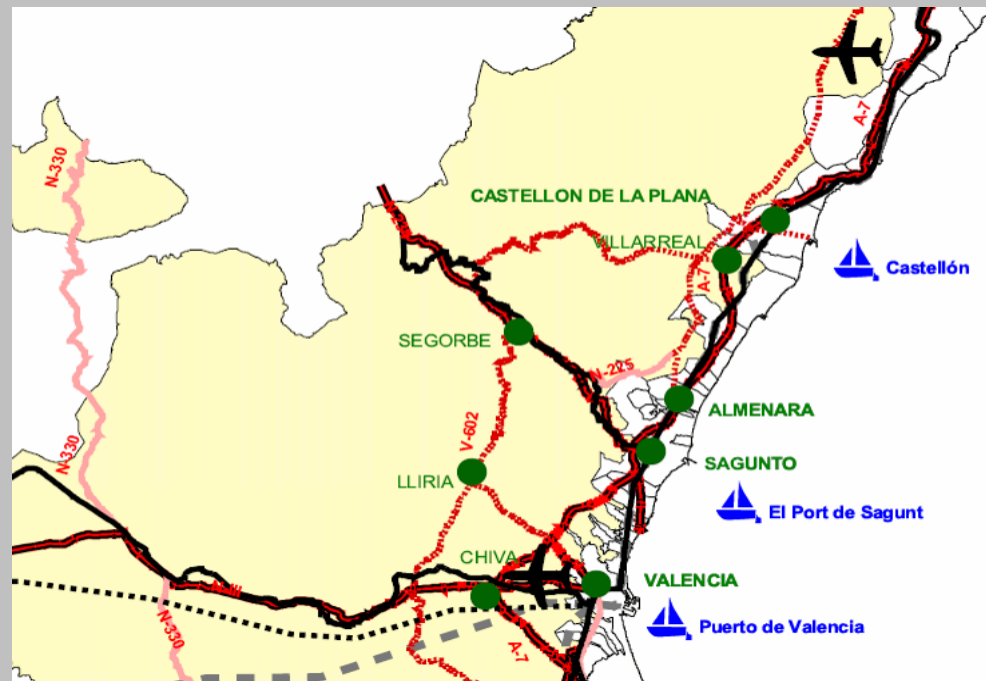 N-330
A-7
CASTELLON DE LA PLANA
VILLARREAL
A-7
Castellón
SEGORBE
N-225
ALMENARA
V-602
N-330
SAGUNTO
LLIRIA
El Port de Sagunt
CHIVA
VALENCIA
Puerto de Valencia
N-330
A-7